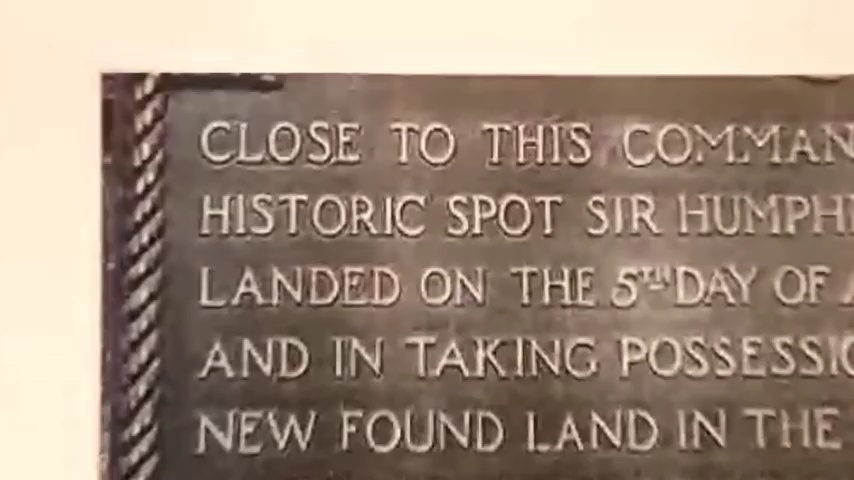 CLOSE TO THIS COMMAN
HISTORIC SPOT SIR HUMPH
LANDED ON THE 5TH DAY OF A
AND IN TAKING POSSESSIO
NEW FOUND LAND IN THE